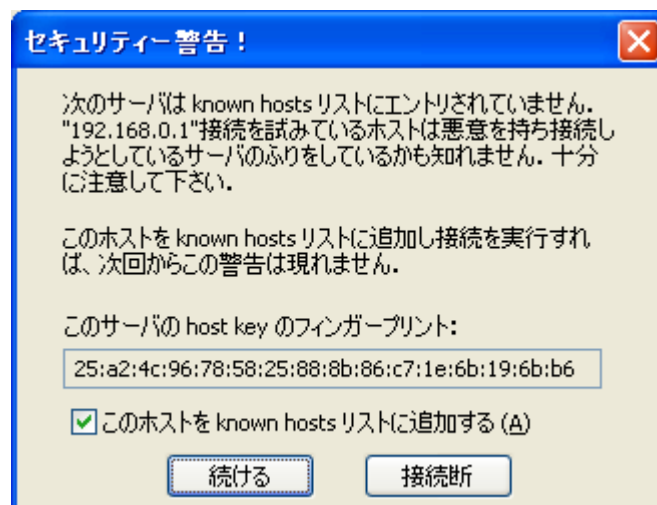 セキュリティー警告！
次のサーバは known hosts リストにエントリされていません.
"192.168.0.1"接続を試みているホストは悪意を持ち接続し
ようとしているサーバのふりをしているかも知れません. 十分
に注意して下さい.
このホストを known hosts リストに追加し接続を実行すれ
ば、次回からこの警告は現れません.
このサーバの host key のフィンガープリント:
25:a2:4c:96:78:58:25:88:8b:86:c7:1e:6b:19:6b:b6
このホストを known hosts リストに追加する (A)
続ける 接続断